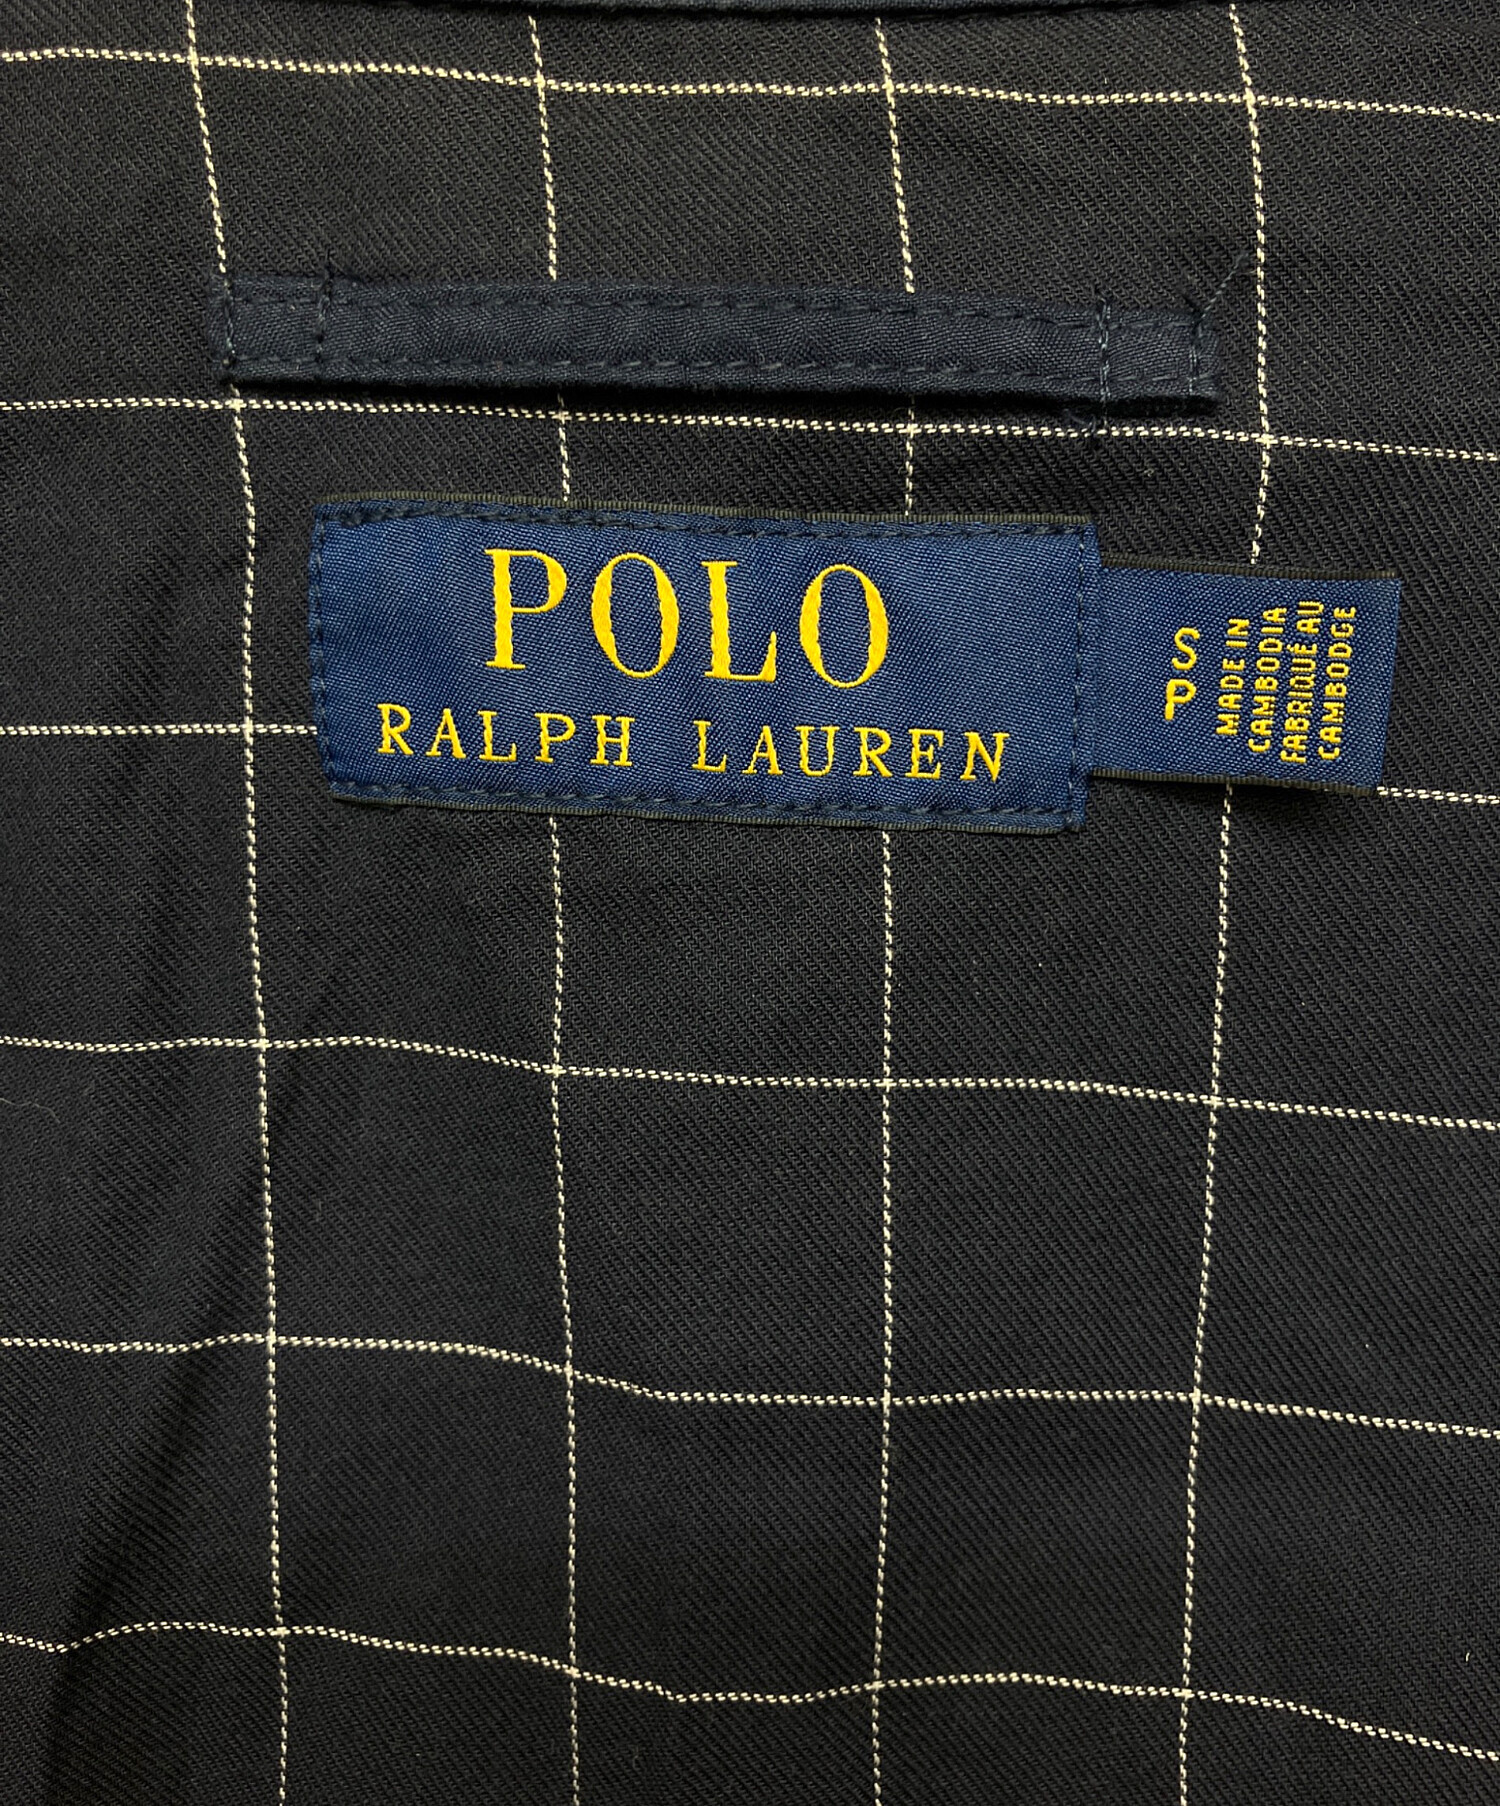 POLO
RALPH LAUREN
S
P
MADE IN
CAMBODIA
FABRIQUÉ AU
CAMBODGE